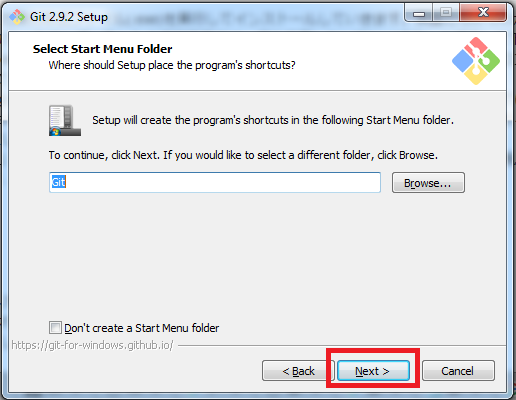 Git 2.9.2 Setup
Select Start Menu Folder
Where should Setup place the program's shortcuts?
Setup will create the program's shortcuts in the following Start Menu folder.
To continue, click Next. If you would like to select a different folder, click Browse.
Git
Browse...
Don't create a Start Menu folder
https://git-for-windows.github.io/
< Back
Next >
Cancel